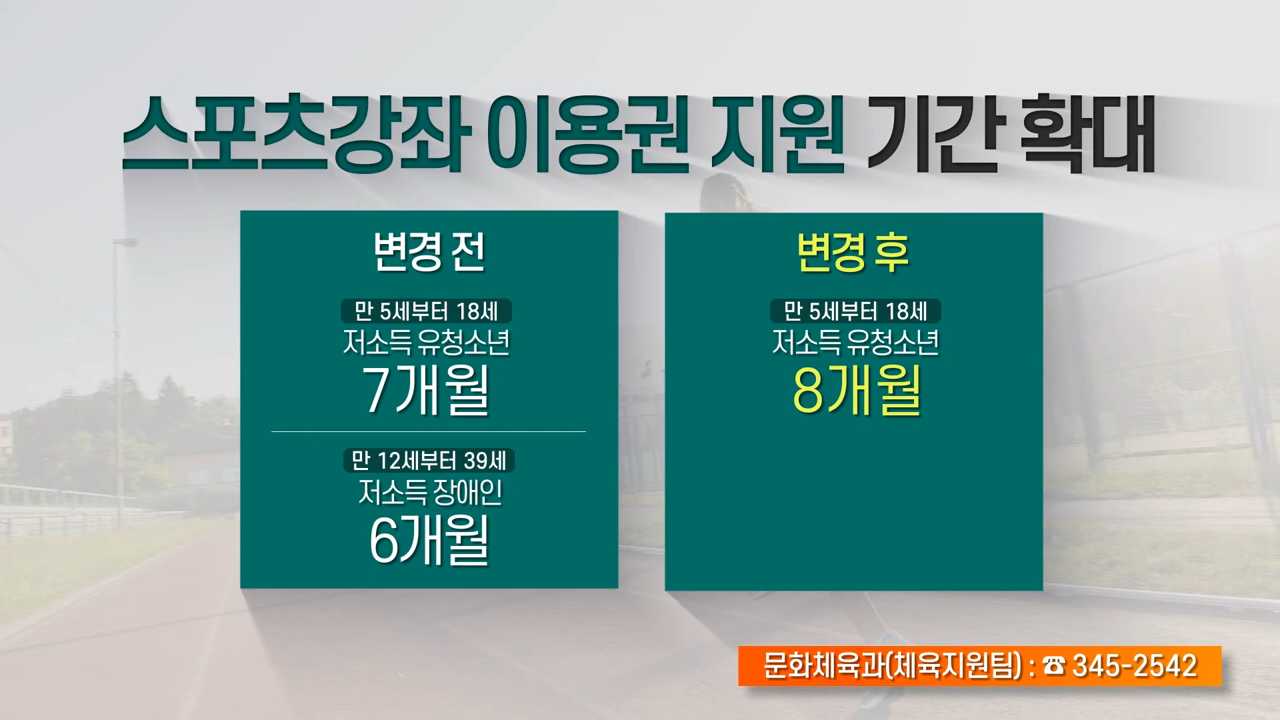 스포츠강좌 이용권 지원 기간 확대
변경 전
만 5세부터 18세
저소득 유청소년
7개월
만 12세부터 39세
저소득 장애인
6개월
변경 후
만 5세부터 18세
저소득 유청소년
8개월
문화체육과(체육지원팀) : ☎ 345-2542